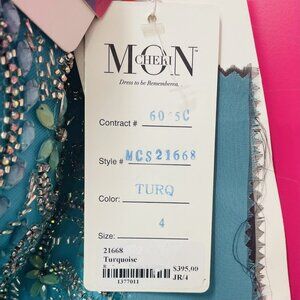 MON
CHERI
Dress to be Remembered.
Contract #
Style # MCS21668
Color: TURQ
Size: 4
21668
Turquoise
8
1377011
$395.00
JR/4